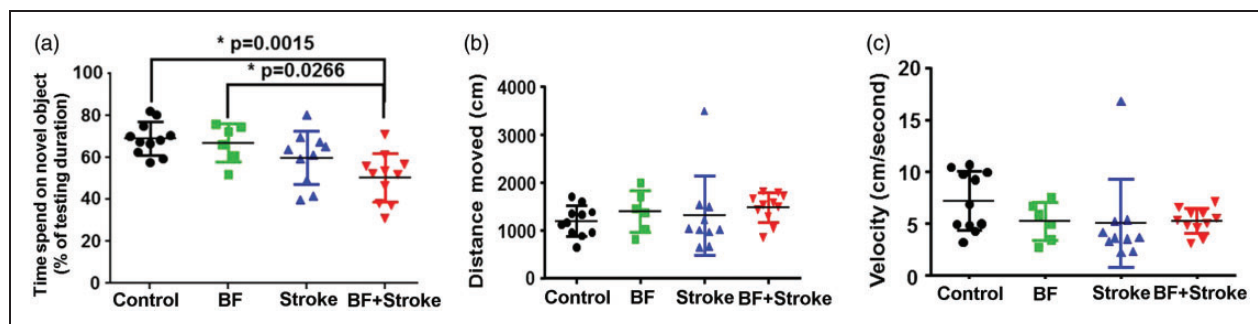 (a)
* p=0.0015
* p=0.0266
Time spend on novel object
(% of testing duration)
100
80
60
40
20
0
Control BF Stroke BF+Stroke
(b)
Distance moved (cm)
4000
3000
2000
1000
0
Control BF Stroke BF+Stroke
(c)
Velocity (cm/second)
20
15
10
5
0
Control BF Stroke BF+Stroke